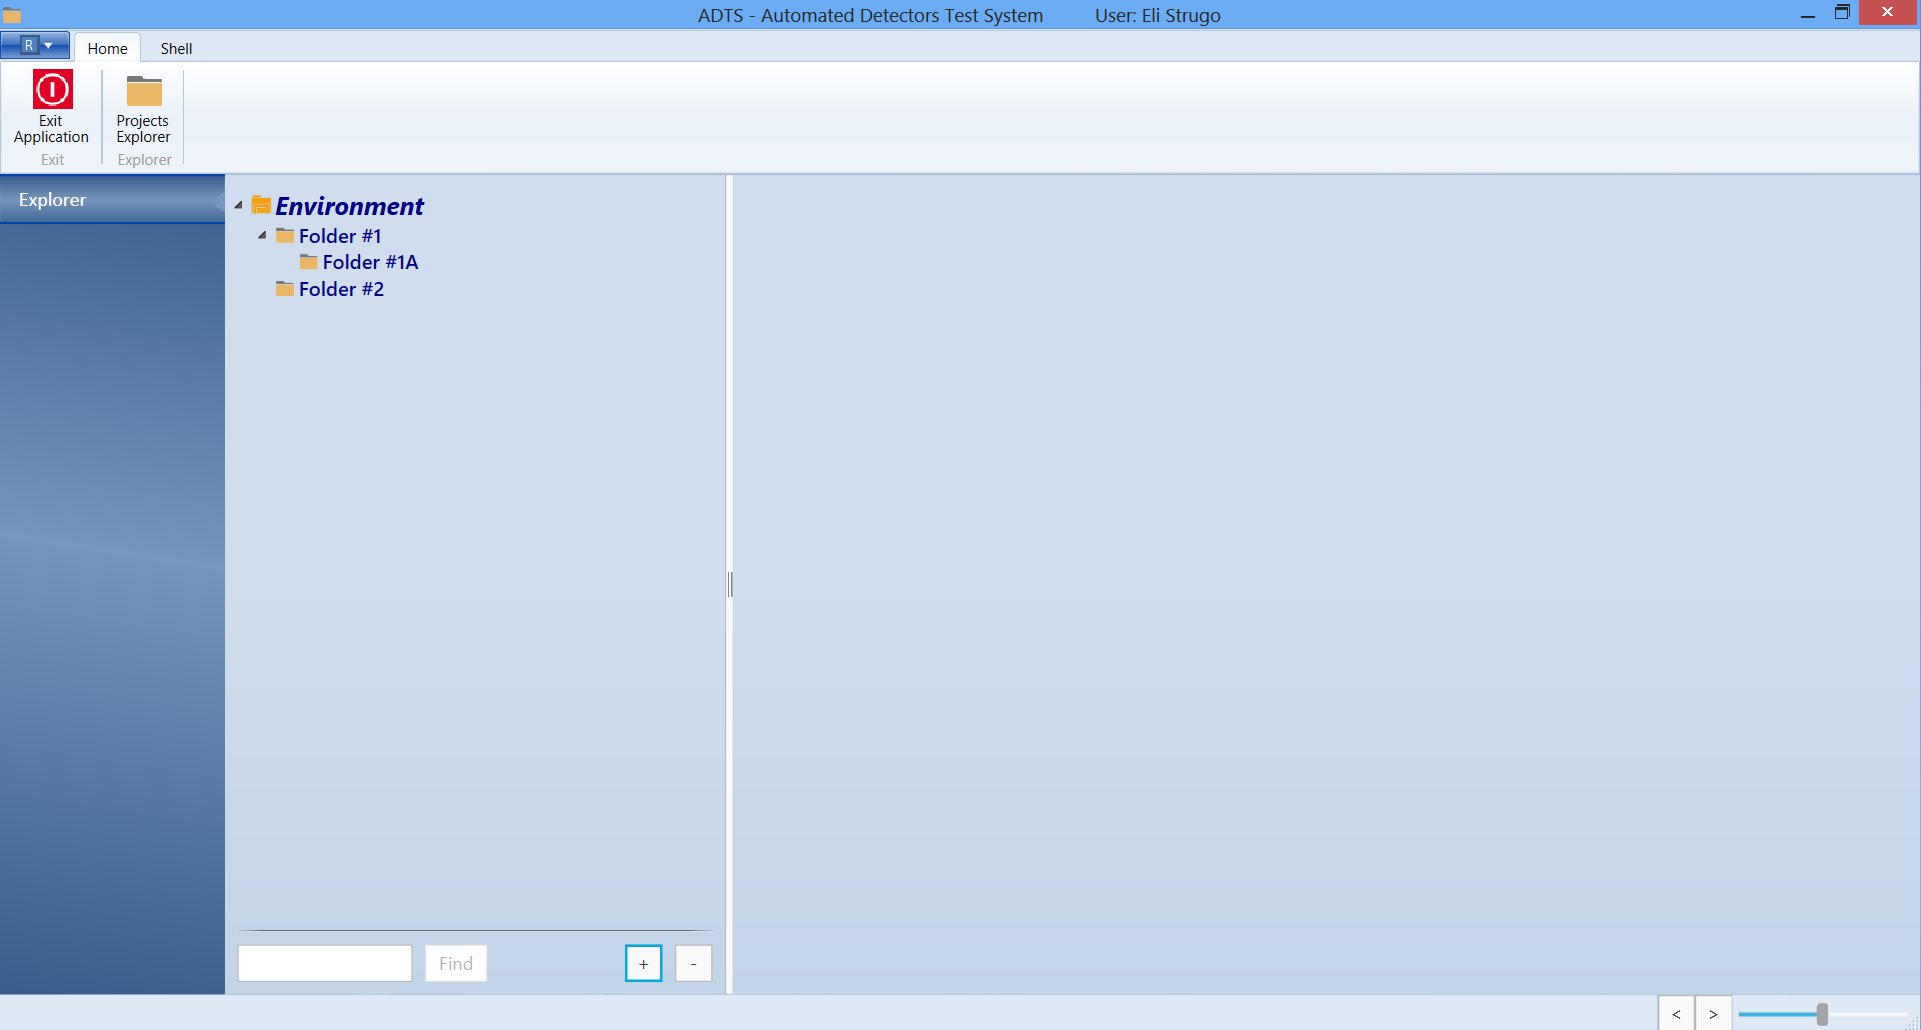 ADTS - Automated Detectors Test System User: Eli Strugo
R Home Shell
Exit
Application
Projects
Explorer
Exit Explorer
Explorer
Environment
Folder #1
Folder #1A
Folder #2
Find + -
< >